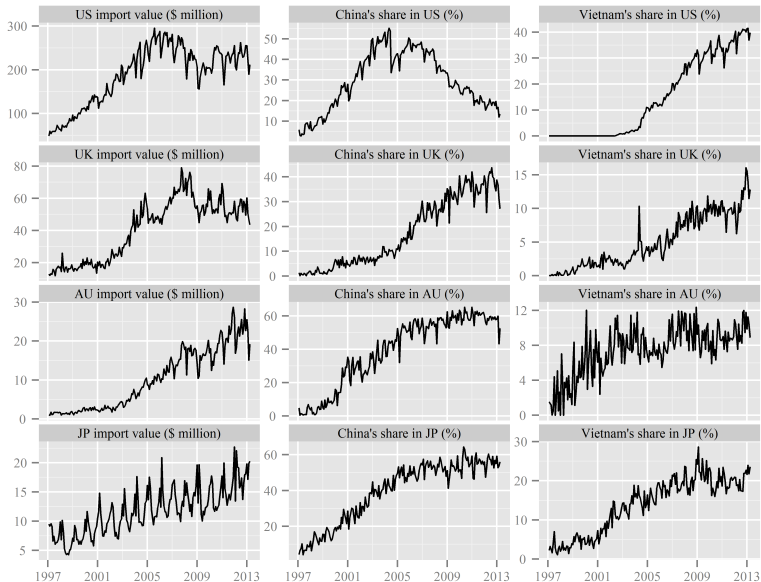 US import value ($ million) China's share in US (%) Vietnam's share in US (%)
300 50 40
200 40 30
100 30 20
20 10
10 0
UK import value ($ million) China's share in UK (%) Vietnam's share in UK (%)
80 40 15
60 30 10
40 20 5
20 10 0
0
AU import value ($ million) China's share in AU (%) Vietnam's share in AU (%)
30 60 12
20 40 8
10 20 4
0 0 0
JP import value ($ million) China's share in JP (%) Vietnam's share in JP (%)
20 60 30
15 40 20
10 20 10
5 0
1997 2001 2005 2009 2013 1997 2001 2005 2009 2013 1997 2001 2005 2009 2013